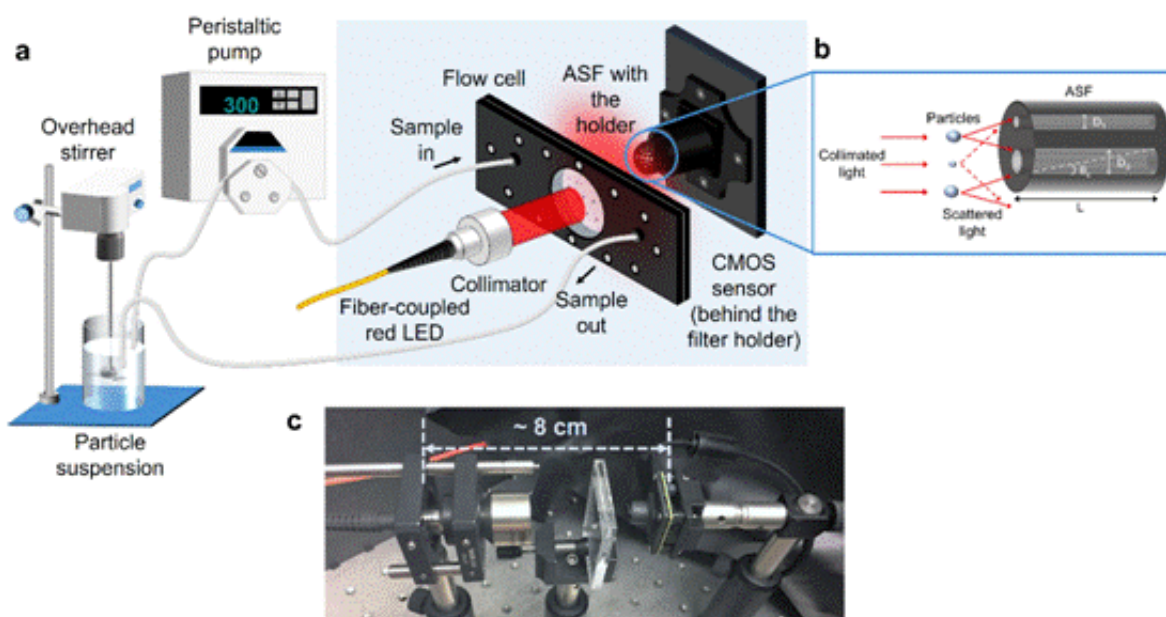 a
Peristaltic
pump
300
Overhead
stirrer
Particle
suspension
Sample
in
Flow cell
ASF with
the
holder
Collimator
Fiber-coupled
red LED
Sample
out
CMOS
sensor
(behind the
filter holder)
b
ASF
Particles
Collimated
light
Scattered
light
L
c
~ 8 cm